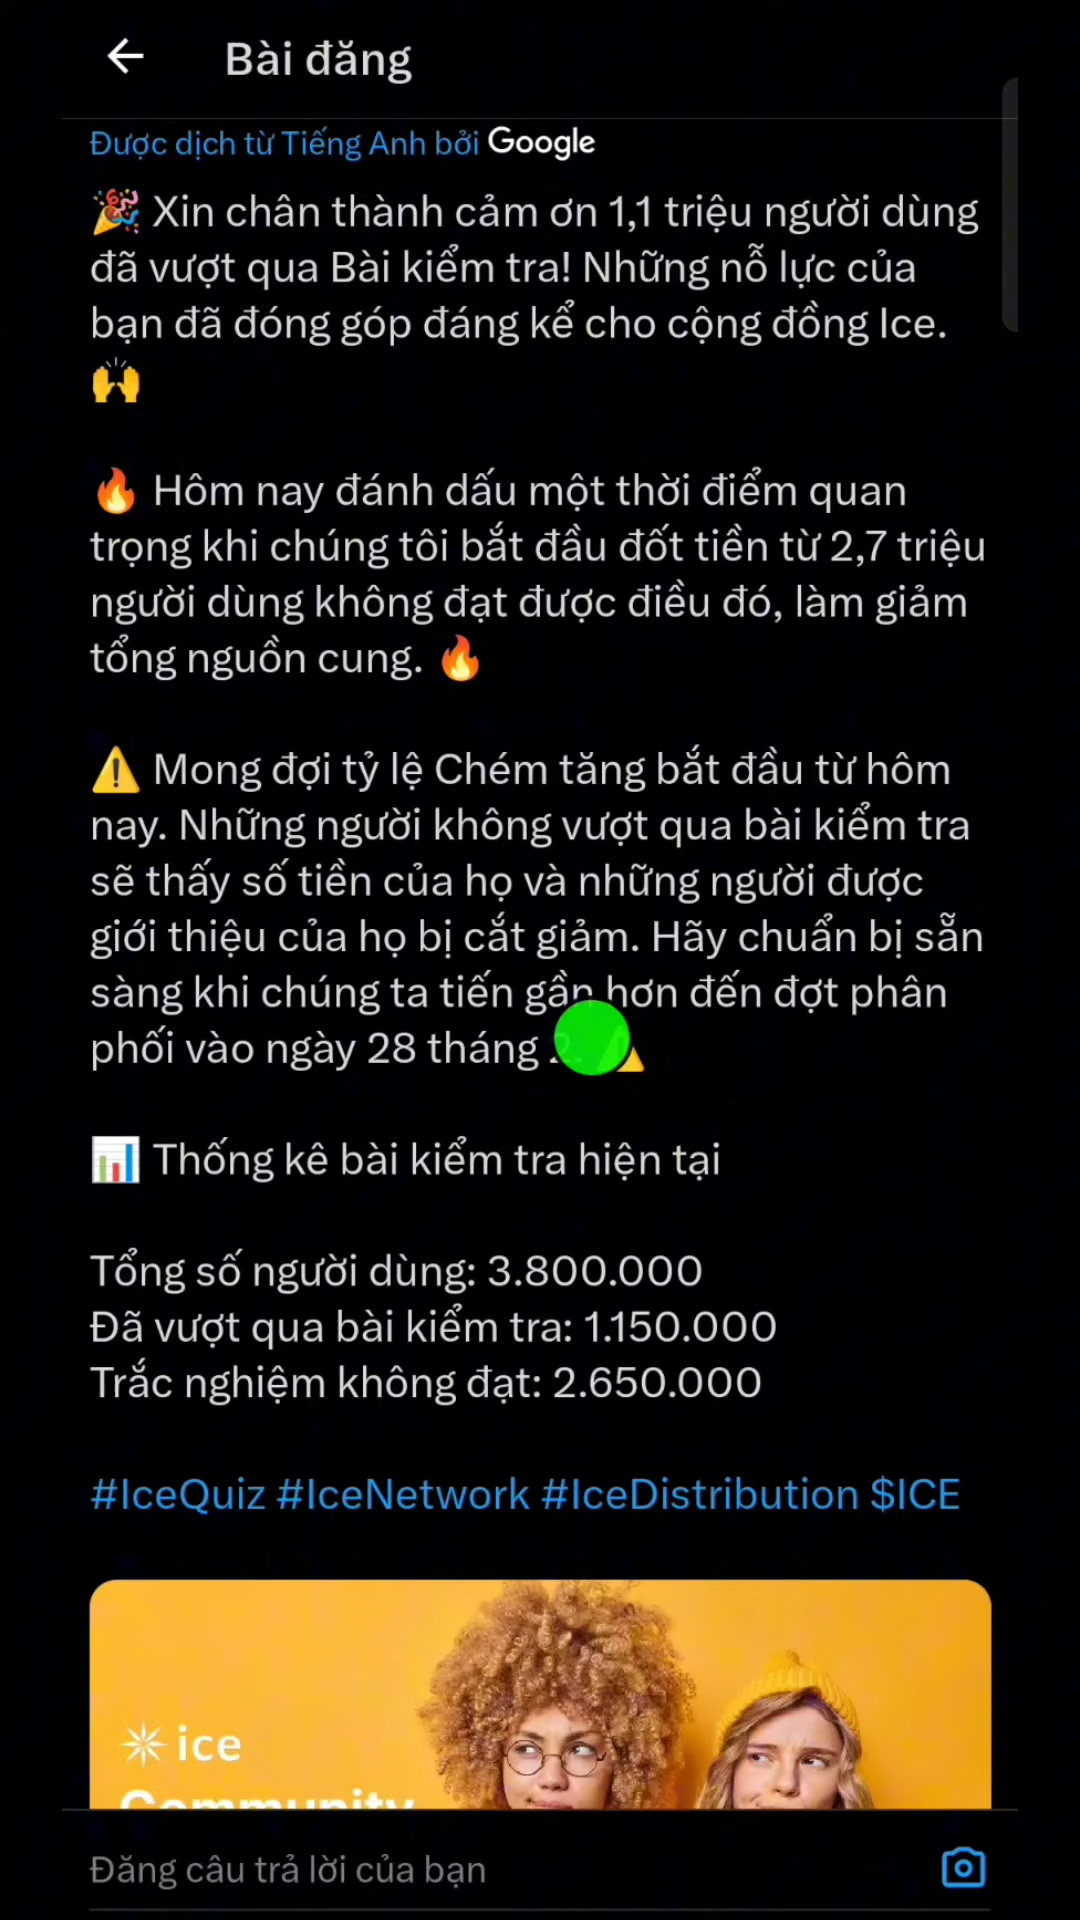 Bài đăng
Được dịch từ Tiếng Anh bởi Google
🎉 Xin chân thành cảm ơn 1,1 triệu người dùng
đã vượt qua Bài kiểm tra! Những nỗ lực của
bạn đã đóng góp đáng kể cho cộng đồng Ice.
🙌
🔥 Hôm nay đánh dấu một thời điểm quan
trọng khi chúng tôi bắt đầu đốt tiền từ 2,7 triệu
người dùng không đạt được điều đó, làm giảm
tổng nguồn cung. 🔥
⚠️ Mong đợi tỷ lệ Chém tăng bắt đầu từ hôm
nay. Những người không vượt qua bài kiểm tra
sẽ thấy số tiền của họ và những người được
giới thiệu của họ bị cắt giảm. Hãy chuẩn bị sẵn
sàng khi chúng ta tiến gần hơn đến đợt phân
phối vào ngày 28 tháng 2. ⚠️
📊 Thống kê bài kiểm tra hiện tại
Tổng số người dùng: 3.800.000
Đã vượt qua bài kiểm tra: 1.150.000
Trắc nghiệm không đạt: 2.650.000
#IceQuiz #IceNetwork #IceDistribution $ICE
ice
Community
Đăng câu trả lời của bạn